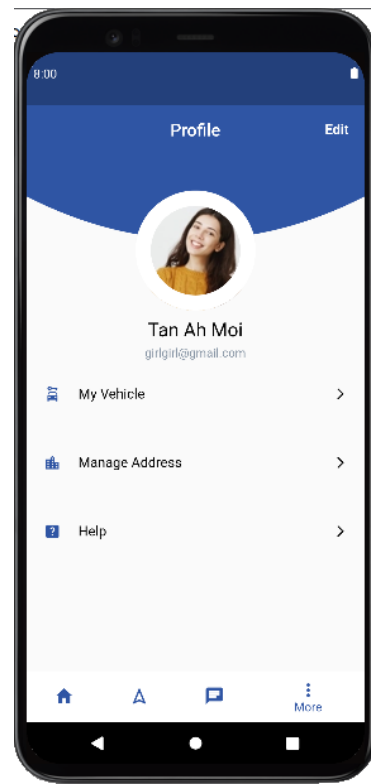 8:00
Profile
Edit
Tan Ah Moi
girlgirl@gmail.com
My Vehicle
Manage Address
?
Help
More